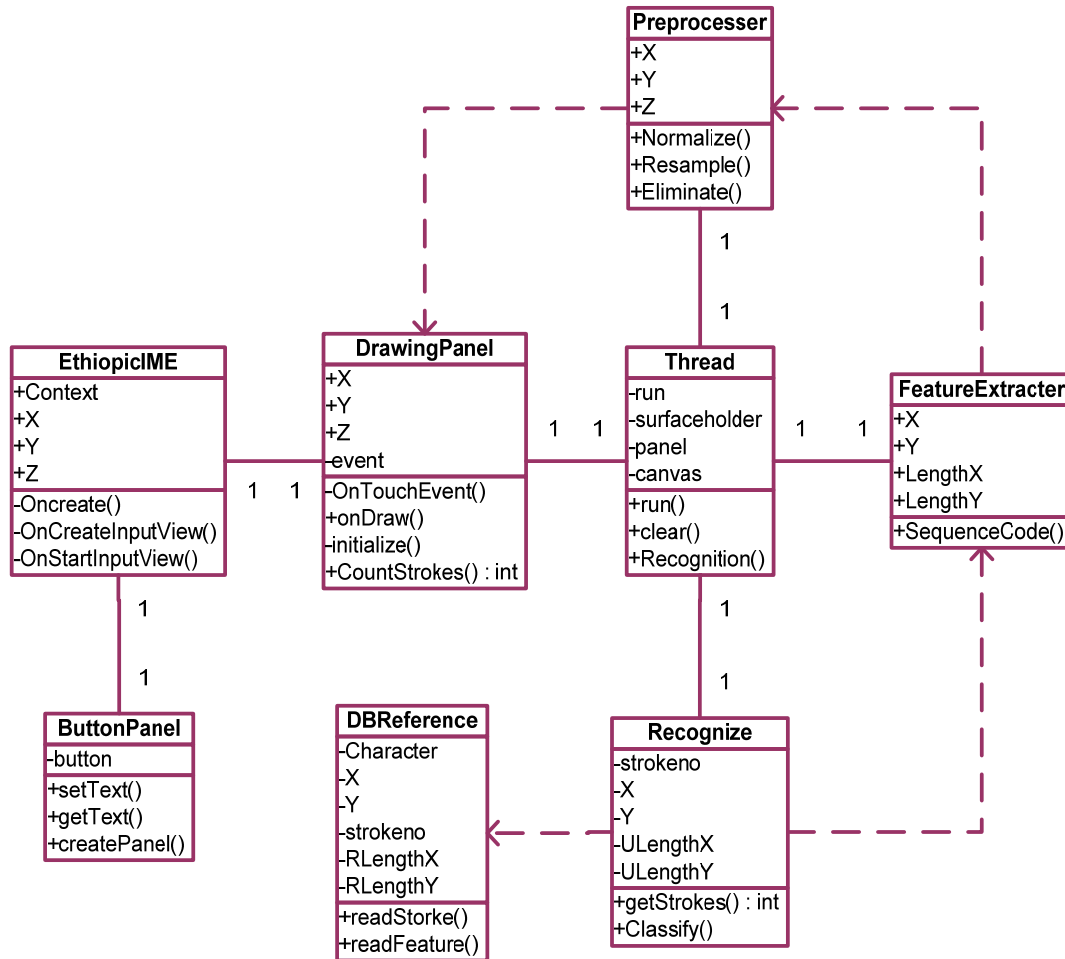 Preprocesser
+X
+Y
+Z
+Normalize()
+Resample()
+Eliminate()
1
1
EthiopicIME
+Context
+X
+Y
+Z
-Oncreate()
-OnCreateInputView()
-OnStartInputView()
1 1
DrawingPanel
+X
+Y
+Z
-event
-OnTouchEvent()
+onDraw()
-initialize()
+CountStrokes() : int
1 1
Thread
-run
-surfaceholder
-panel
-canvas
+run()
+clear()
+Recognition()
1 1
FeatureExtracter
+X
+Y
+LengthX
+LengthY
+SequenceCode()
1
1
1
1
ButtonPanel
-button
+setText()
+getText()
+createPanel()
DBReference
-Character
-X
-Y
-strokeno
-RLengthX
-RLengthY
+readStorke()
+readFeature()
Recognize
-strokeno
-X
-Y
-ULengthX
-ULengthY
+getStrokes() : int
+Classify()